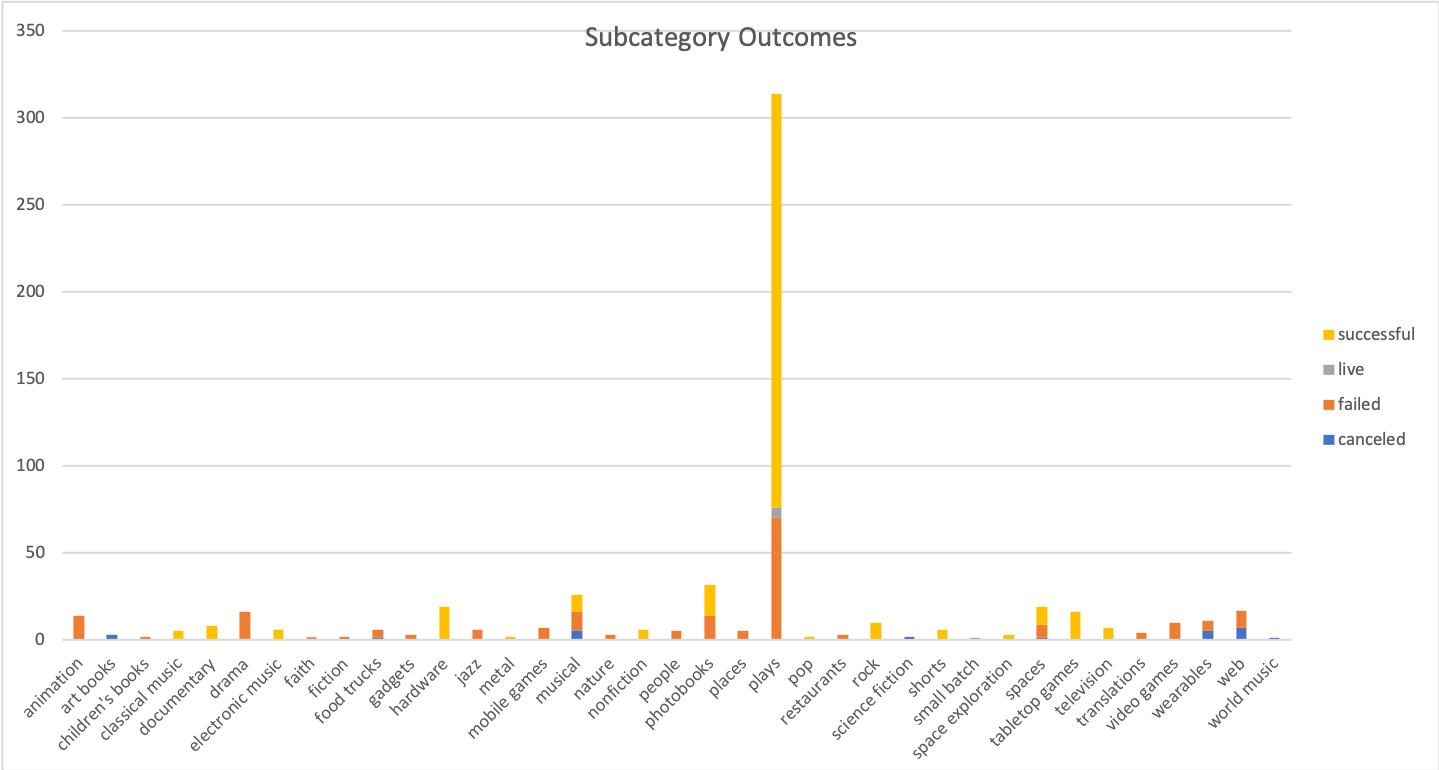 Subcategory Outcomes
350
300
250
200
150
100
50
0
animation
art books
children's books
classical music
documentary
drama
electronic music
faith
fiction
food trucks
gadgets
hardware
jazz
metal
mobile games
musical
nature
nonfiction
people
photobooks
places
plays
pop
restaurants
rock
science fiction
shorts
small batch
space exploration
spaces
tabletop games
television
translations
video games
wearables
web
world music
successful
live
failed
canceled